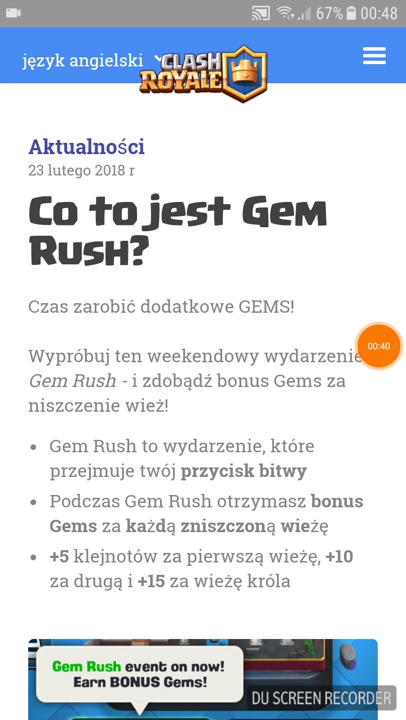 67% 00:48
język angielski
CLASH
ROYALE
Aktualności
23 lutego 2018 r
Co to jest Gem
Rush?
Czas zarobić dodatkowe GEMS!
Wypróbuj ten weekendowy wydarzenie
Gem Rush - i zdobądź bonus Gems za
niszczenie wież!
00:40
• Gem Rush to wydarzenie, które
przejmuje twój przycisk bitwy
• Podczas Gem Rush otrzymasz bonus
Gems za każdą zniszczoną wieżę
• +5 klejnotów za pierwszą wieżę, +10
za drugą i +15 za wieżę króla
Gem Rush event on now!
Earn BONUS Gems!
DU SCREEN RECORDER